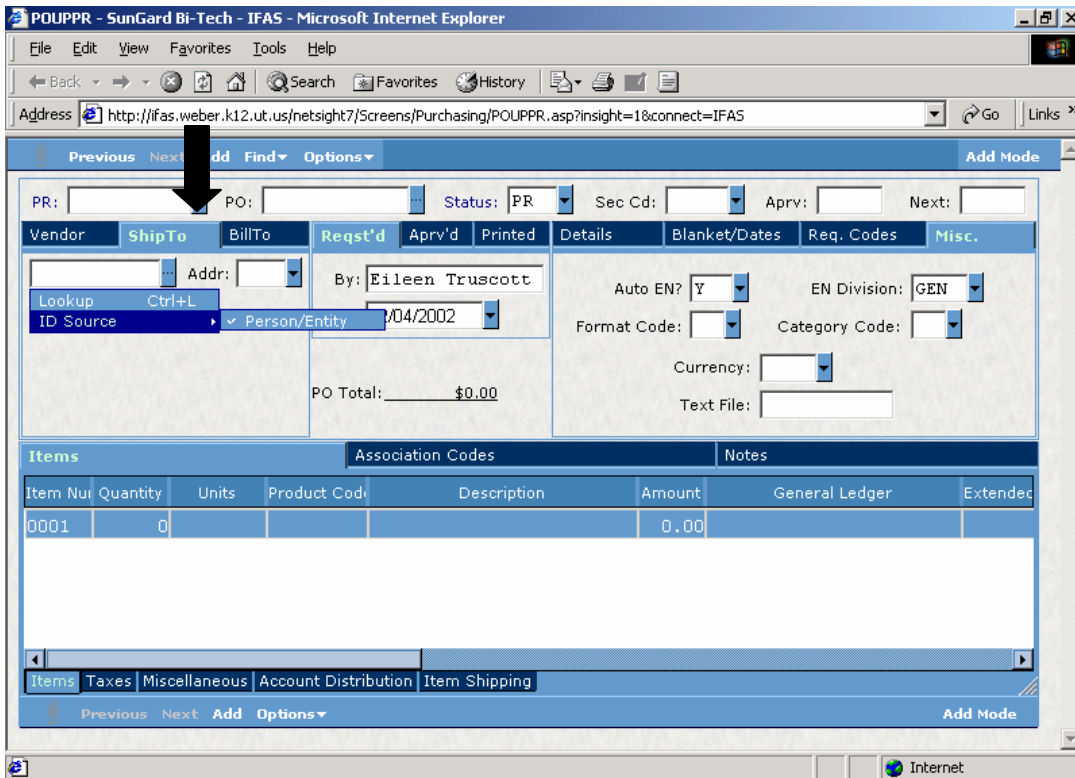 POUPPR - SunGard Bi-Tech - IFAS - Microsoft Internet Explorer
File Edit View Favorites Tools Help
Back Search Favorites History
Address http://ifas.weber.k12.ut.us/netsight7/Screens/Purchasing/POUPPR.asp?insight=1&connect=IFAS Go Links »
Previous Next dd Find Options Add Mode
PR: PO: ... Status: PR Sec Cd: Aprv: Next:
Vendor ShipTo BillTo Reqst'd Aprv'd Printed Details Blanket/Dates Req. Codes Misc.
... Addr: By: Eileen Truscott Auto EN? Y EN Division: GEN
Lookup Ctrl+L
ID Source Person/Entity /04/2002 Format Code: Category Code:
Currency:
PO Total: $0.00
Text File:
Items Association Codes Notes
Item Nu Quantity Units Product Cod Description Amount General Ledger Extended
0001 0 0.00
Items Taxes Miscellaneous Account Distribution Item Shipping
Previous Next Add Options Add Mode
Internet